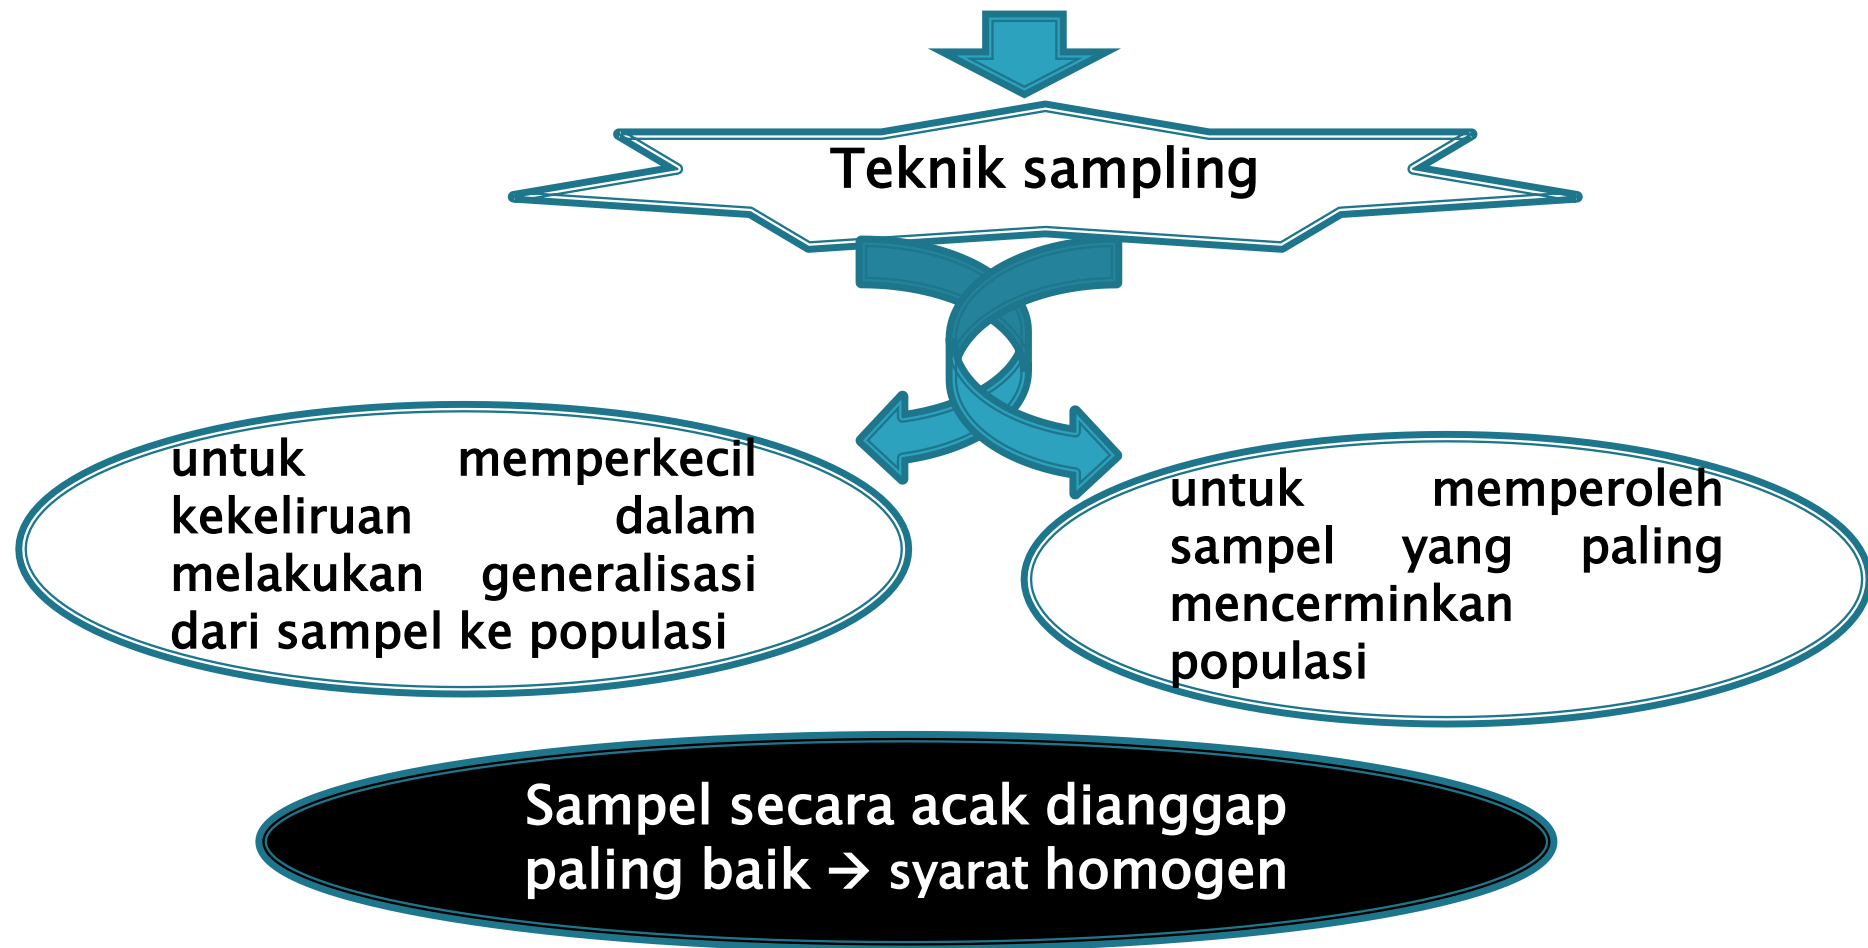 Teknik sampling
untuk memperkecil
kekeliruan dalam
melakukan generalisasi
dari sampel ke populasi
untuk memperoleh
sampel yang paling
mencerminkan
populasi
Sampel secara acak dianggap
paling baik → syarat homogen